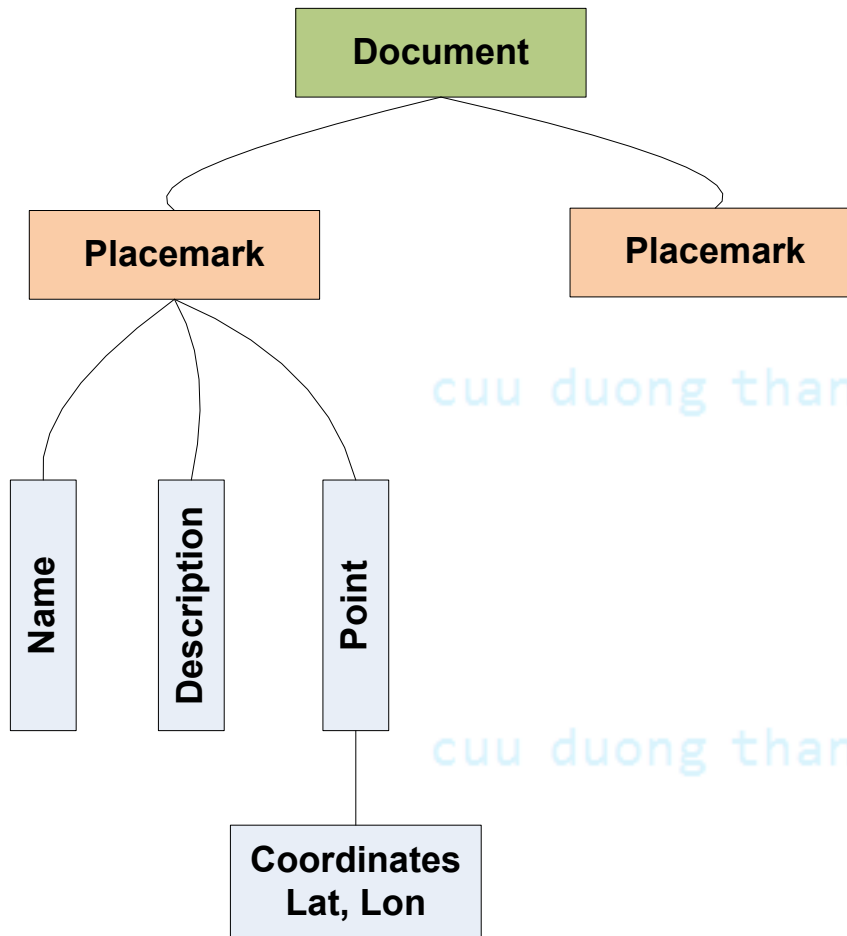 Document
Placemark
Placemark
cuu duong than
Name
Description
Point
cuu duong than
Coordinates
Lat, Lon